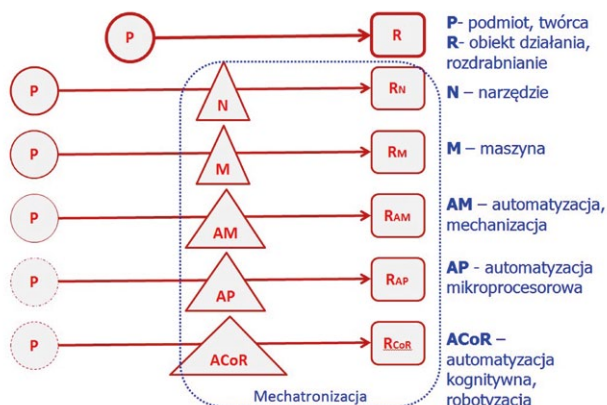 P
R
P- podmiot, twórca
R- obiekt działania,
rozdrabnianie
P
N
RN
N – narzędzie
P
M
RM
M – maszyna
P
AM
RAM
AM – automatyzacja,
mechanizacja
P
AP
RAP
AP - automatyzacja
mikroprocesorowa
P
ACoR
RCoR
ACoR –
automatyzacja
kognitywna,
robotyzacja
Mechatronizacja